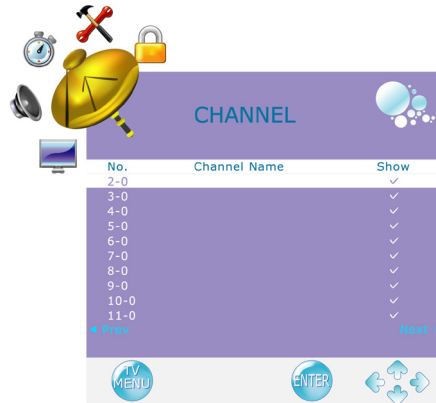 CHANNEL
No. Channel Name Show
2-0
3-0
4-0
5-0
6-0
7-0
8-0
9-0
10-0
11-0
Prev Next
TV
MENU ENTER